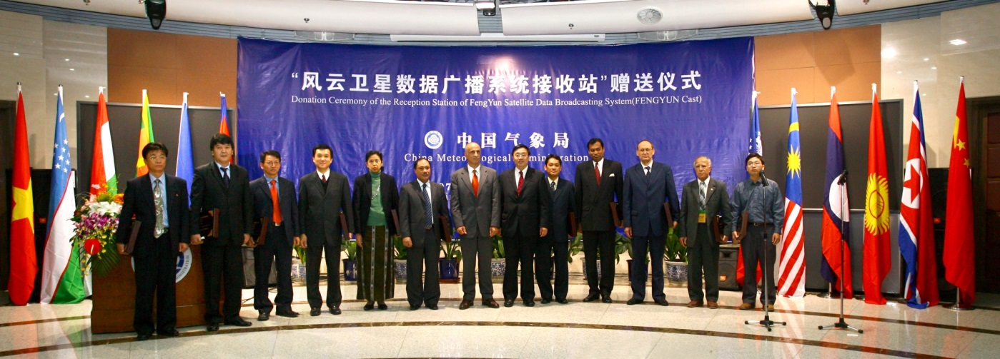 “风云卫星数据广播系统接收站”赠送仪式
Donation Ceremony of the Reception Station of FengYun Satellite Data Broadcasting System(FENGYUN Cast)
中国气象局
China Meteorological Administration